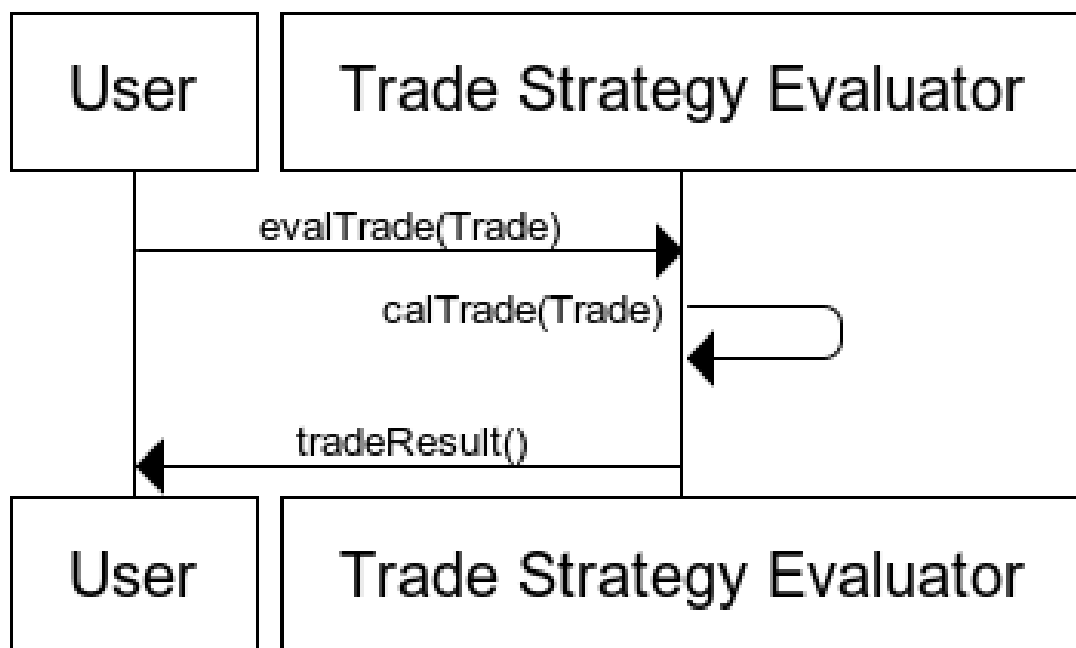 User
Trade Strategy Evaluator
evalTrade(Trade)
calTrade(Trade)
tradeResult()
User
Trade Strategy Evaluator